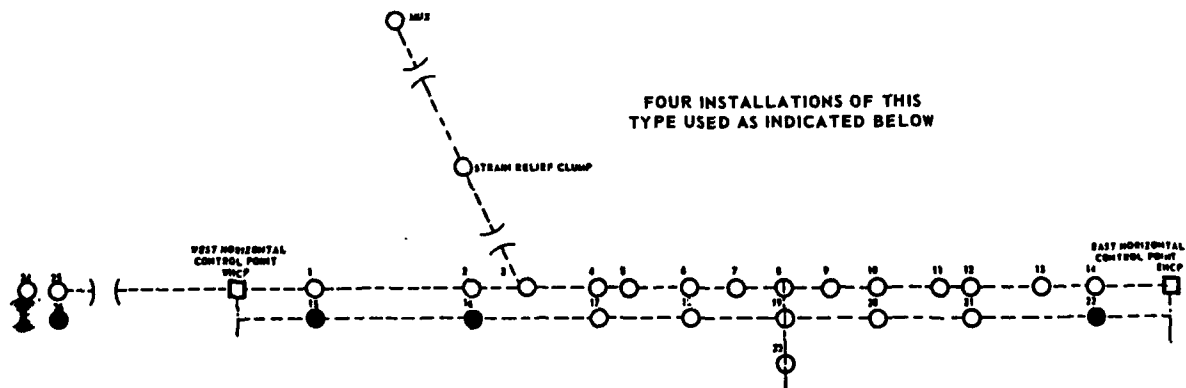 MUX
FOUR INSTALLATIONS OF THIS
TYPE USED AS INDICATED BELOW
STRAIN RELIEF CLUMP
WEST HORIZONTAL
CONTROL POINT
WHCP
EAST HORIZONTAL
CONTROL POINT
EHCP
25 1 2 3 4 5 6 7 8 9 10 11 12 13 14
15 16 17 19 20 21 22
23